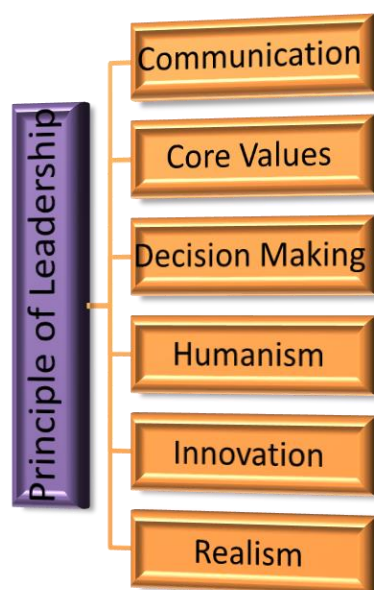 Principle of Leadership
Communication
Core Values
Decision Making
Humanism
Innovation
Realism